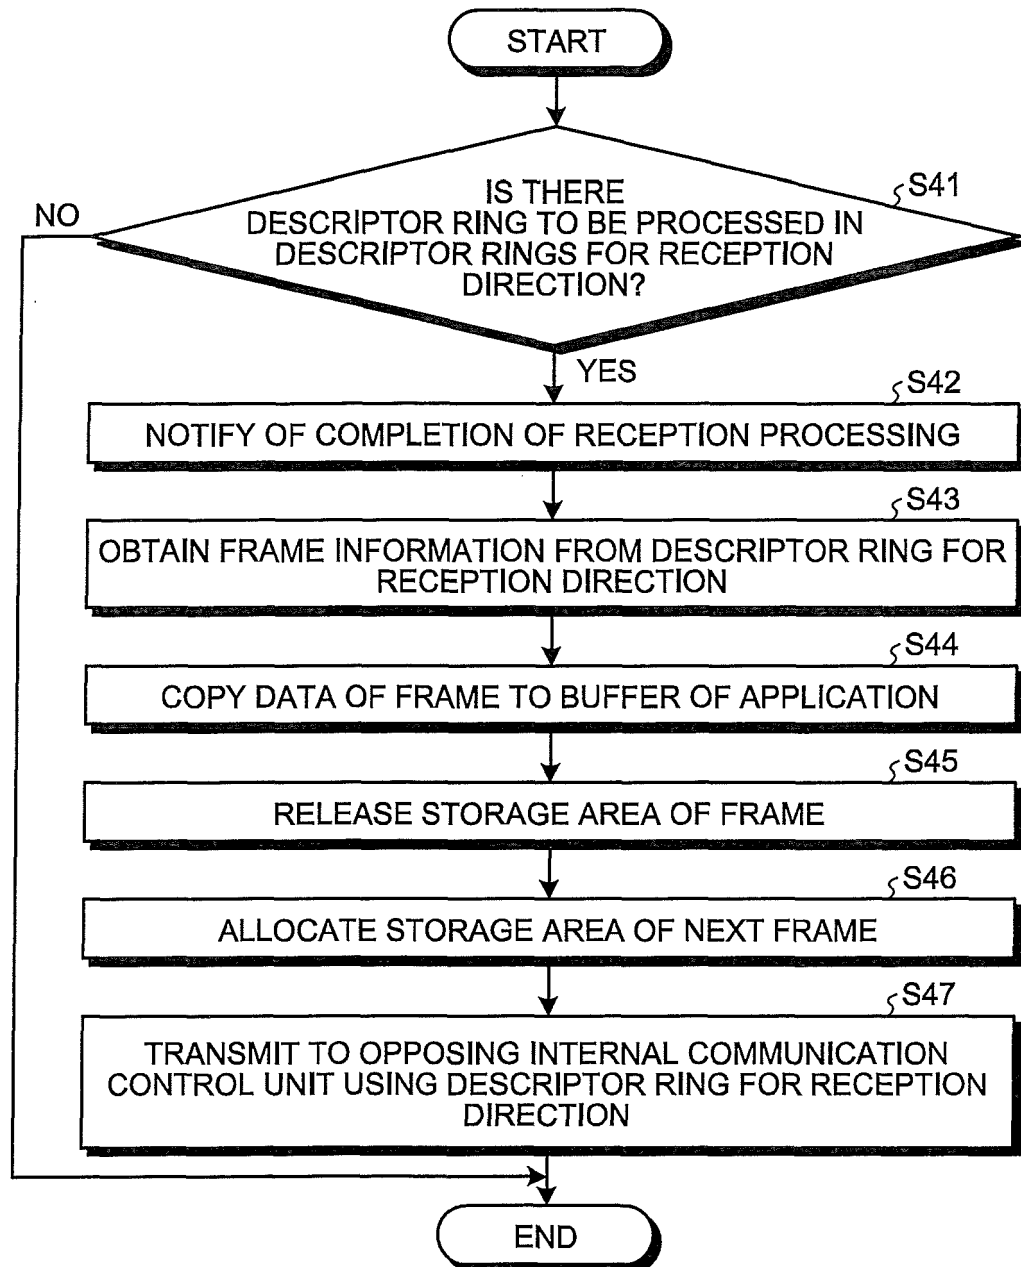 START
IS THERE
DESCRIPTOR RING TO BE PROCESSED IN
DESCRIPTOR RINGS FOR RECEPTION
DIRECTION?
S41
NO
YES
S42
NOTIFY OF COMPLETION OF RECEPTION PROCESSING
S43
OBTAIN FRAME INFORMATION FROM DESCRIPTOR RING FOR
RECEPTION DIRECTION
S44
COPY DATA OF FRAME TO BUFFER OF APPLICATION
S45
RELEASE STORAGE AREA OF FRAME
S46
ALLOCATE STORAGE AREA OF NEXT FRAME
S47
TRANSMIT TO OPPOSING INTERNAL COMMUNICATION
CONTROL UNIT USING DESCRIPTOR RING FOR RECEPTION
DIRECTION
END